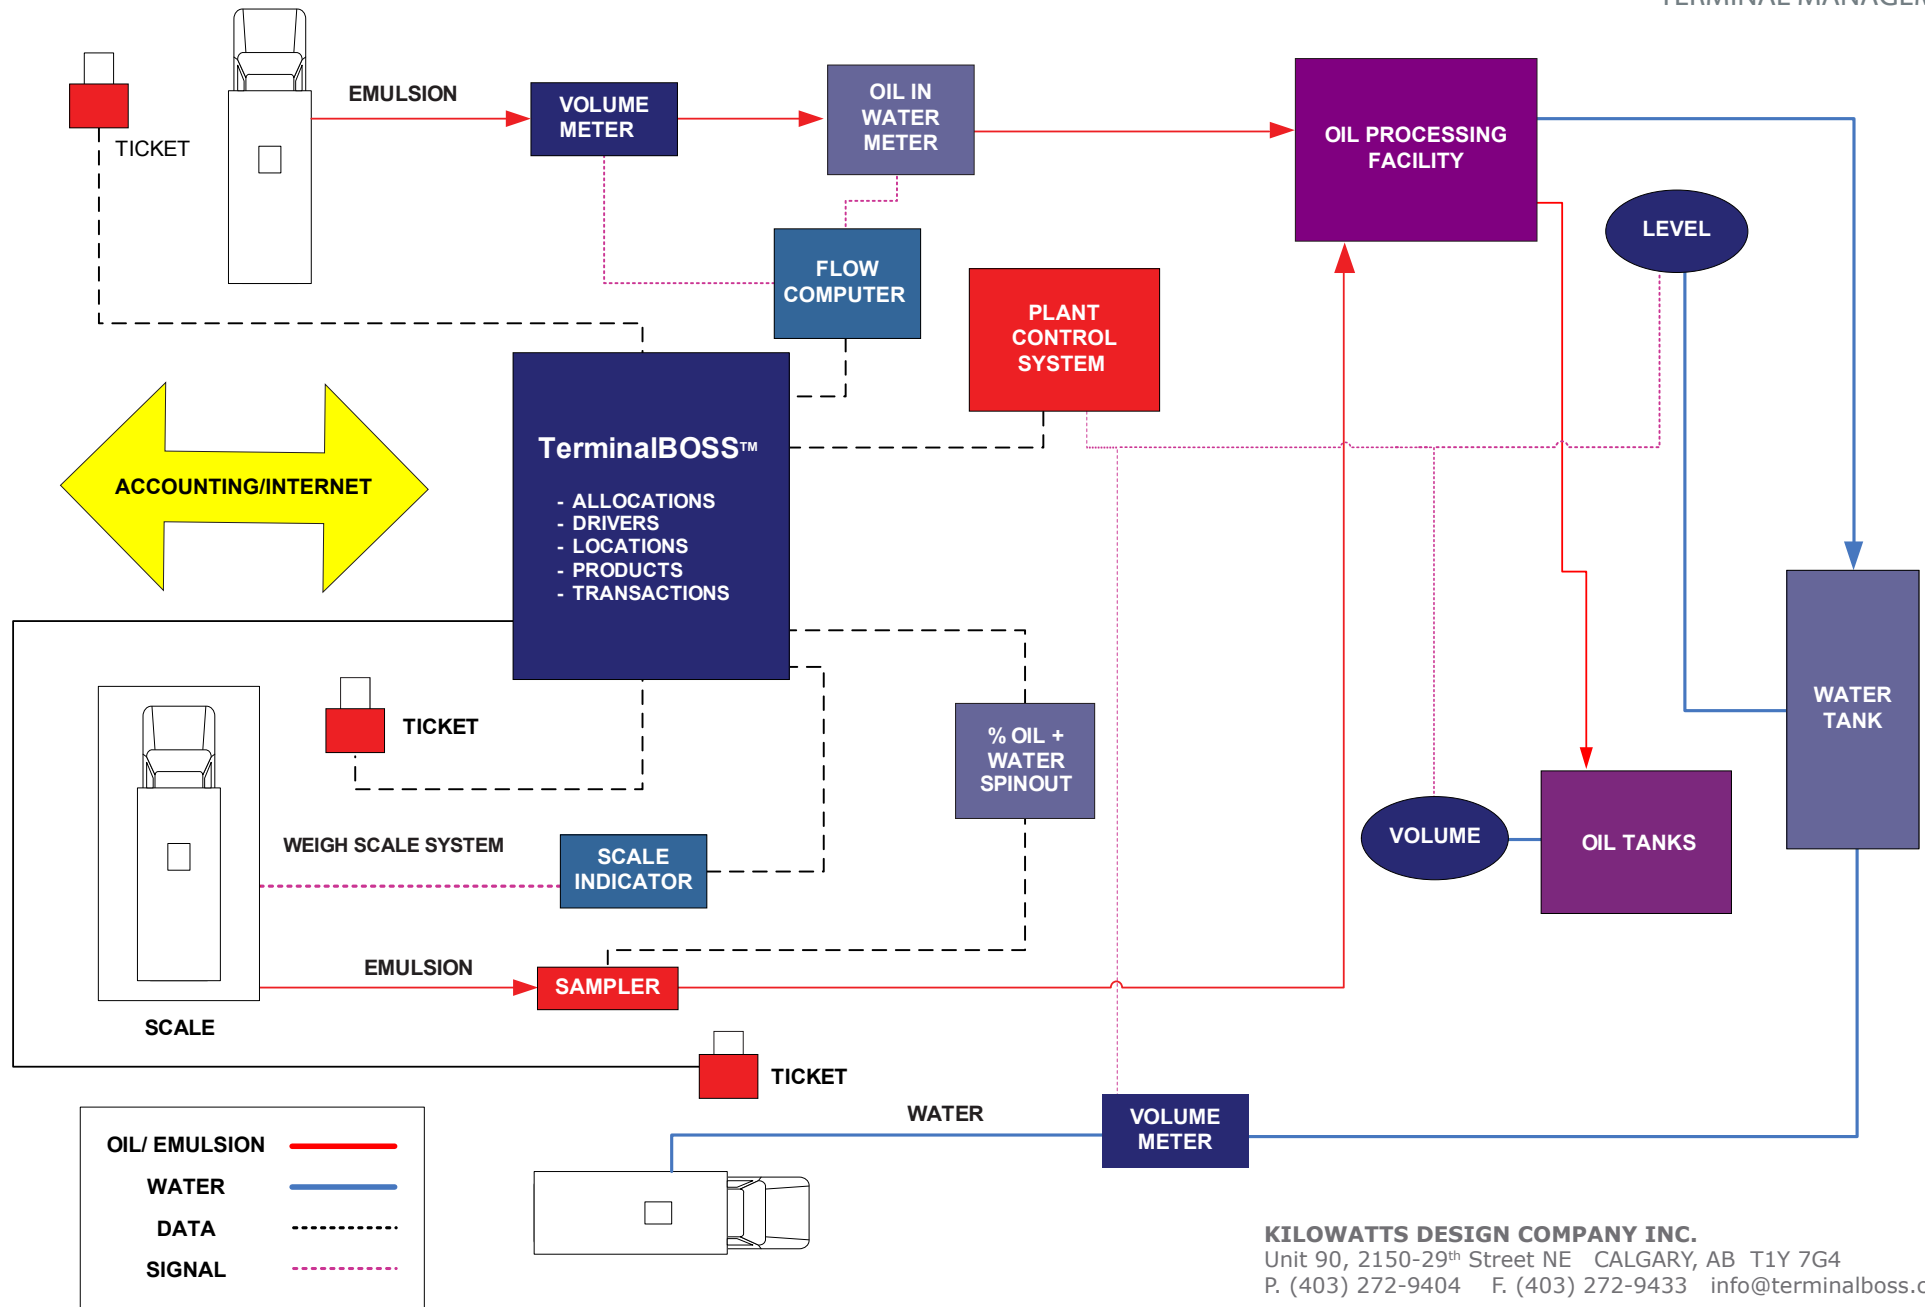 EMULSION
TICKET
VOLUME
METER
OIL IN
WATER
METER
OIL PROCESSING
FACILITY
LEVEL
FLOW
COMPUTER
PLANT
CONTROL
SYSTEM
ACCOUNTING/INTERNET
TerminalBOSS™
- ALLOCATIONS
- DRIVERS
- LOCATIONS
- PRODUCTS
- TRANSACTIONS
TICKET
% OIL +
WATER
SPINOUT
WATER
TANK
WEIGH SCALE SYSTEM
SCALE
INDICATOR
VOLUME
OIL TANKS
EMULSION
SAMPLER
SCALE
TICKET
WATER
VOLUME
METER
OIL/ EMULSION
WATER
DATA
SIGNAL
KILOWATTS DESIGN COMPANY INC.
Unit 90, 2150-29th Street NE CALGARY, AB T1Y 7G4
P. (403) 272-9404 F. (403) 272-9433 info@terminalboss.c